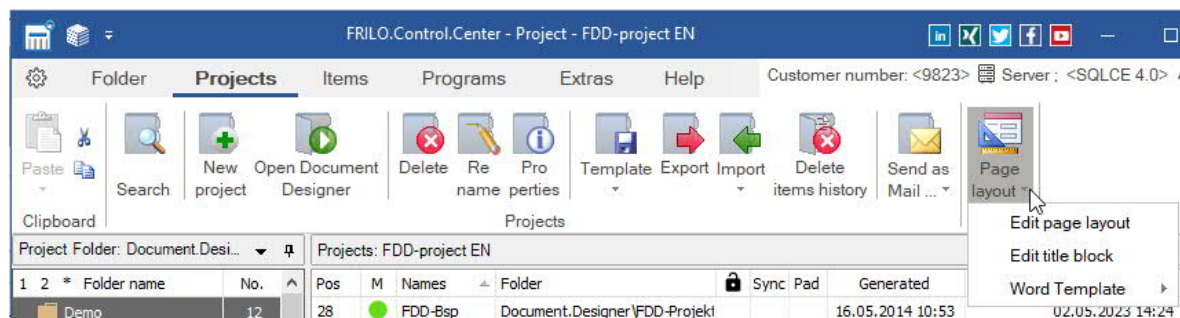 FRILO.Control.Center - Project - FDD-project EN
Folder Projects Items Programs Extras Help Customer number: <9823> Server ; <SQLCE 4.0>
Paste
Search
New project
Open Document Designer
Delete
Re name
Pro perties
Template
Export
Import
Delete items history
Send as Mail ...
Page layout
Clipboard
Projects
Edit page layout
Edit title block
Word Template
Project Folder: Document.Desi... Projects: FDD-project EN
1 2 * Folder name No. Pos M Names Folder Sync Pad Generated
Demo 12 28 FDD-Bsp Document.Designer\FDD-Projekt 16.05.2014 10:53 02.05.2023 14:24